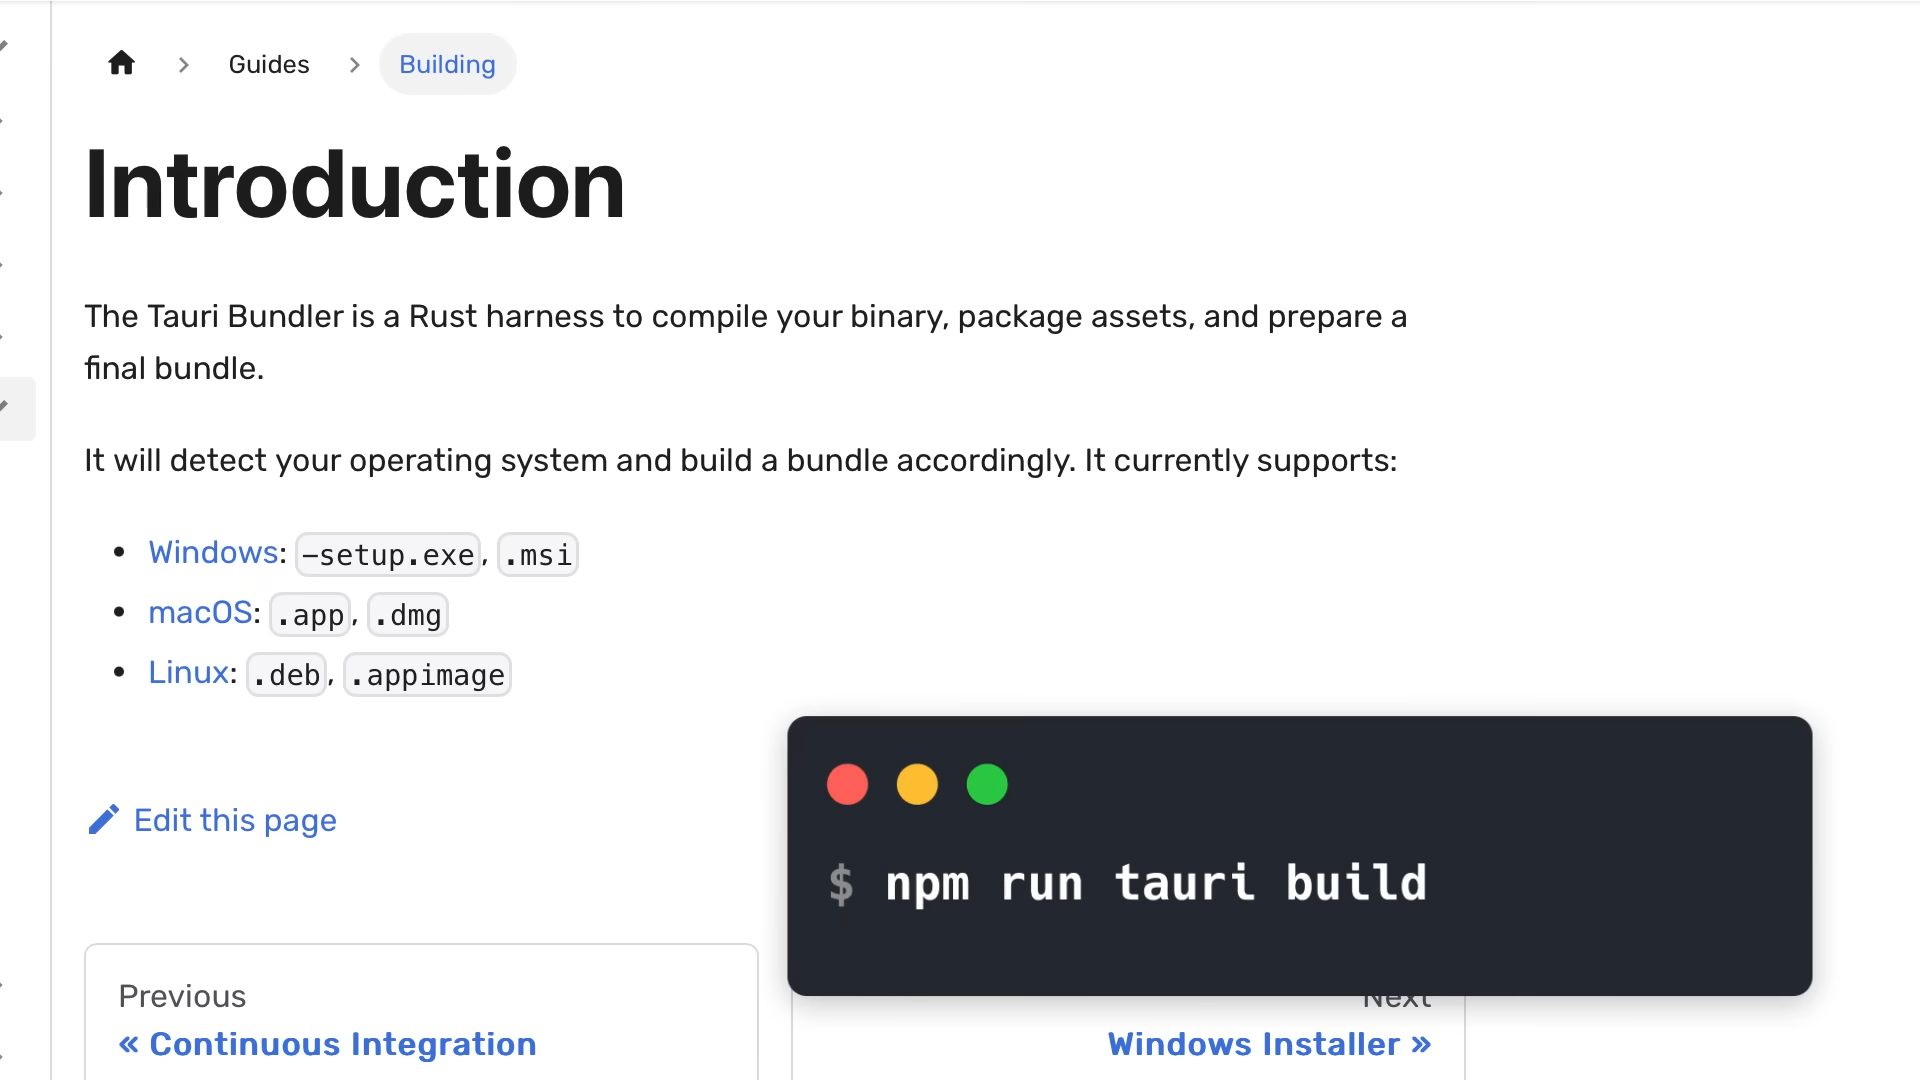 Guides
Building
Introduction
The Tauri Bundler is a Rust harness to compile your binary, package assets, and prepare a
final bundle.
It will detect your operating system and build a bundle accordingly. It currently supports:
Windows: -setup.exe, .msi
macOS: .app, .dmg
Linux: .deb, .appimage
Edit this page
$ npm run tauri build
Previous
« Continuous Integration
Next
Windows Installer »